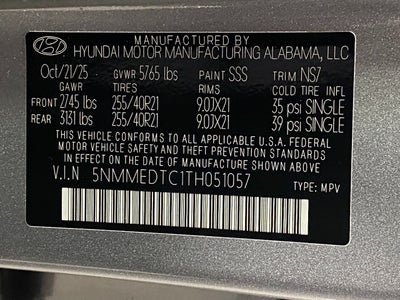 MANUFACTURED BY
HYUNDAI MOTOR MANUFACTURING ALABAMA, LLC
Oct/21/25 GVWR 5765 lbs PAINT SSS TRIM NS7
GAWR TIRES RIMS COLD TIRE INFL
FRONT 2745 lbs 255/40R21 9.0JX21 35 psi SINGLE
REAR 3131 lbs 255/40R21 9.0JX21 39 psi SINGLE
THIS VEHICLE CONFORMS TO ALL APPLICABLE U.S.A. FEDERAL
MOTOR VEHICLE SAFETY AND THEFT PREVENTION STANDARDS
IN EFFECT ON THE DATE OF MANUFACTURE SHOWN ABOVE.
V.I.N 5NMMEDTC1TH051057
TYPE: MPV